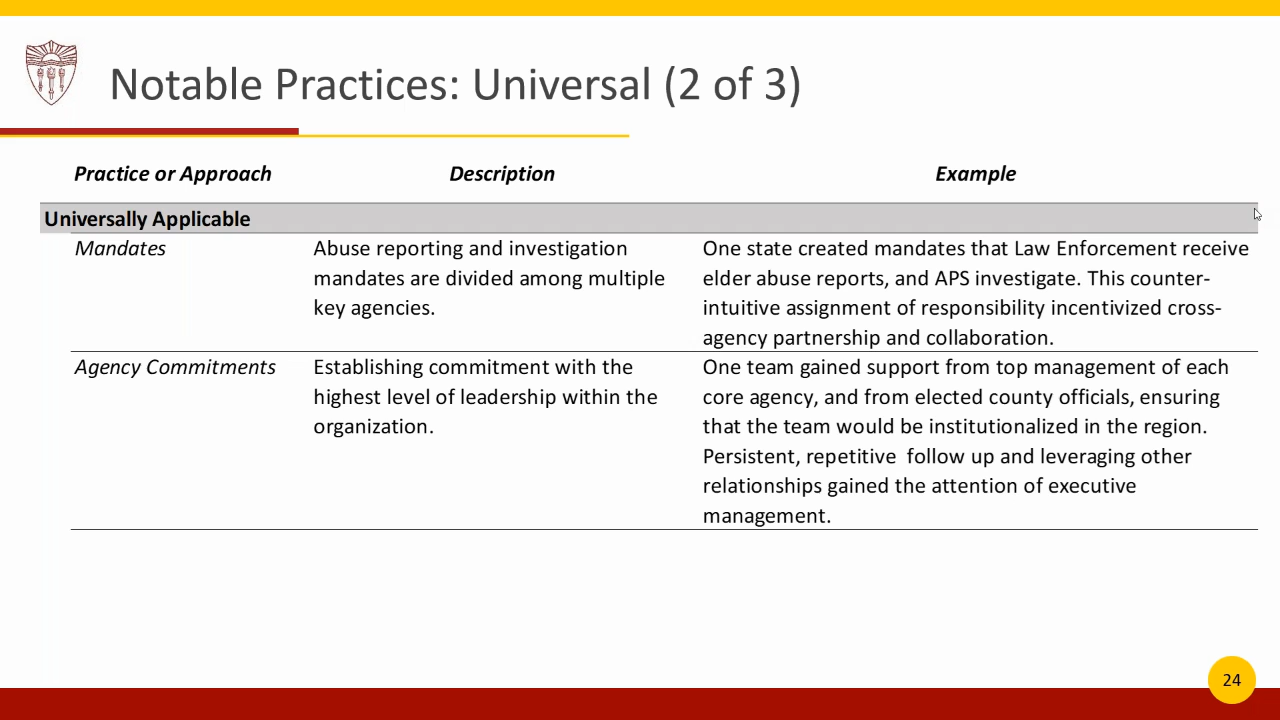 Notable Practices: Universal (2 of 3)
Practice or Approach Description Example
Universally Applicable
Mandates
Abuse reporting and investigation
mandates are divided among multiple
key agencies.
One state created mandates that Law Enforcement receive
elder abuse reports, and APS investigate. This counter-
intuitive assignment of responsibility incentivized cross-
agency partnership and collaboration.
Agency Commitments
Establishing commitment with the
highest level of leadership within the
organization.
One team gained support from top management of each
core agency, and from elected county officials, ensuring
that the team would be institutionalized in the region.
Persistent, repetitive  follow up and leveraging other
relationships gained the attention of executive
management.
24